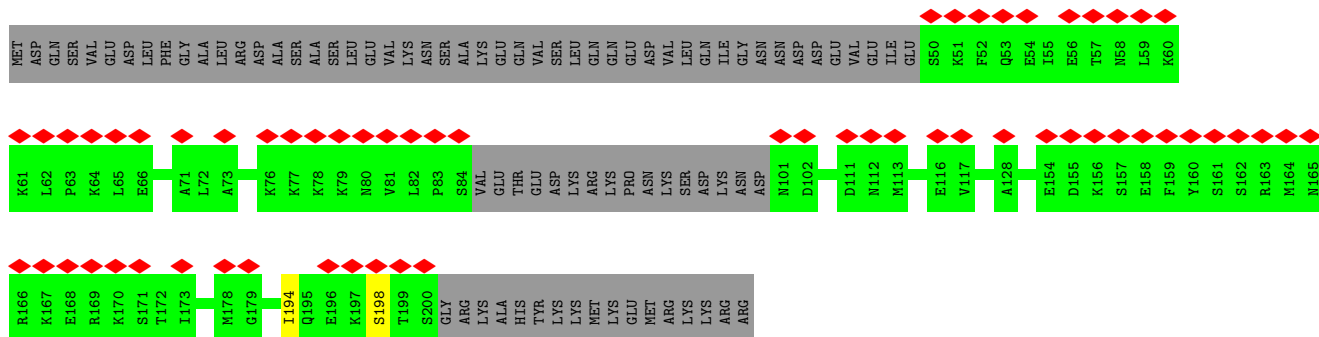 MET ASP GLN SER VAL GLU ASP LEU PHE GLY ALA LEU ARG ASP ALA SER ALA SER LEU GLU VAL LYS ASN SER ALA LYS GLU GLN VAL SER LEU GLN GLN GLU ASP VAL LEU GLN ILE GLY ASN ASN ASP ASP GLU VAL GLU ILE GLU S50 K51 F52 Q53 E54 I55 E56 T57 N58 L59 K60
K61 L62 P63 K64 L65 E66 A71 L72 A73 K76 K77 K78 K79 N80 V81 L82 P83 S84 VAL GLU THR GLU ASP LYS ARG LYS PRO ASN LYS SER ASP LYS ASN ASP N101 D102 D111 N112 M113 E116 V117 A128 E154 D155 K156 S157 E158 F159 Y160 S161 S162 R163 M164 N165
R166 K167 E168 R169 K170 S171 T172 I173 M178 G179 I194 Q195 E196 K197 S198 T199 S200 GLY ARG LYS ALA HIS TYR LYS LYS MET LYS GLU MET ARG LYS LYS ARG ARG